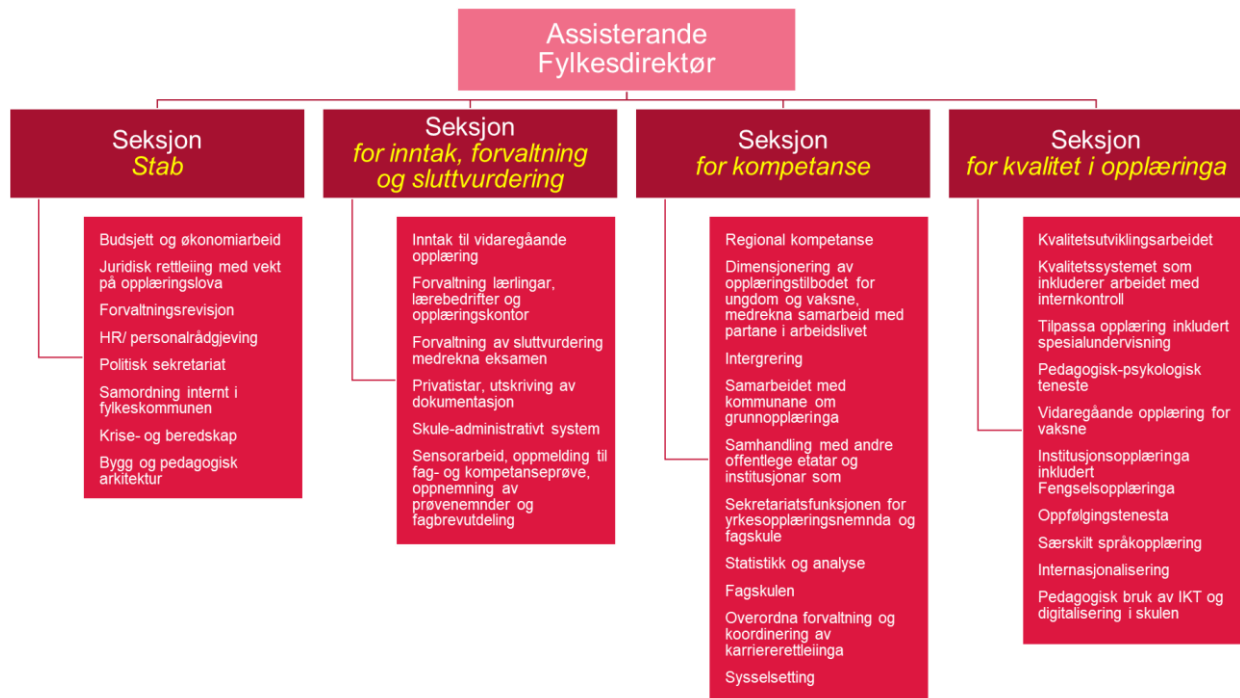 Assisterande
Fylkesdirektør
Seksjon
Stab
Budsjett og økonomiarbeid
Juridisk rettleiing med vekt
på opplæringslova
Forvaltningsrevisjon
HR/ personalrådgjeving
Politisk sekretariat
Samordning internt i
fylkeskommunen
Krise- og beredskap
Bygg og pedagogisk
arkitektur
Seksjon
for inntak, forvaltning
og sluttvurdering
Inntak til vidaregåande
opplæring
Forvaltning lærlingar,
lærebedrifter og
opplæringskontor
Forvaltning av sluttvurdering
medrekna eksamen
Privatistar, utskriving av
dokumentasjon
Skule-administrativt system
Sensorarbeid, oppmelding til
fag- og kompetanseprøve,
oppnemning av
prøvenemnder og
fagbrevutdeling
Seksjon
for kompetanse
Regional kompetanse
Dimensjonering av
opplæringstilbodet for
ungdom og vaksne,
medrekna samarbeid med
partane i arbeidslivet
Intergrering
Samarbeidet med
kommunane om
grunnopplæringa
Samhandling med andre
offentlege etatar og
institusjonar som
Sekretariatsfunksjonen for
yrkesopplæringsnemnda og
fagskule
Statistikk og analyse
Fagskulen
Overordna forvaltning og
koordinering av
karriererettleiinga
Sysselsetting
Seksjon
for kvalitet i opplæringa
Kvalitetsutviklingsarbeidet
Kvalitetssystemet som
inkluderer arbeidet med
internkontroll
Tilpassa opplæring inkludert
spesialundervisning
Pedagogisk-psykologisk
teneste
Vidaregåande opplæring for
vaksne
Institusjonsopplæringa
inkludert
Fengselsopplæringa
Oppfølgingstenesta
Særskilt språkopplæring
Internasjonalisering
Pedagogisk bruk av IKT og
digitalisering i skulen